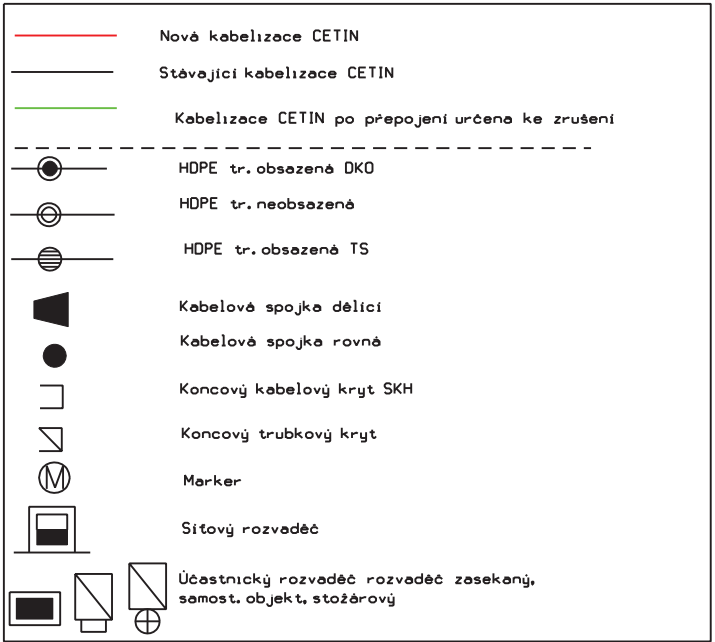 Nová kabelizace CETIN
Stávající kabelizace CETIN
Kabelizace CETIN po přepojení určena ke zrušení
HDPE tr. obsazená DKO
HDPE tr. neobsazená
HDPE tr. obsazená TS
Kabelová spojka dělící
Kabelová spojka rovná
Koncový kabelový kryt SKH
Koncový trubkový kryt
M Marker
Síťový rozvaděč
Účastnický rozvaděč rozvaděč zasekaný,
samost. objekt, stožárový